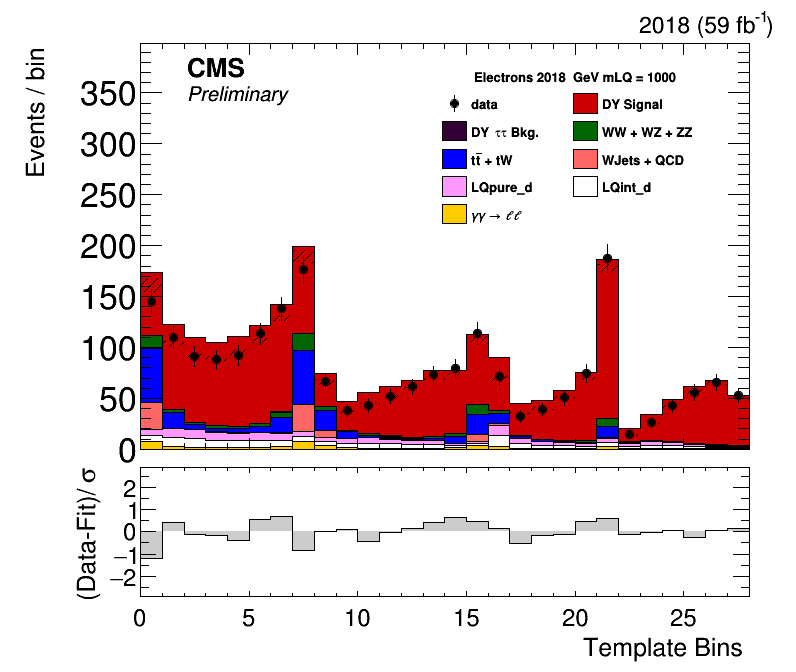 2018 (59 fb-1)
CMS
Preliminary
Electrons 2018 GeV mLQ = 1000
data
DY Signal
DY ττ Bkg.
WW + WZ + ZZ
tt̄ + tW
WJets + QCD
LQpure_d
LQint_d
γγ → ℓℓ
Events / bin
350
300
250
200
150
100
50
0
(Data-Fit)/ σ
2
1
0
−1
−2
0 5 10 15 20 25
Template Bins